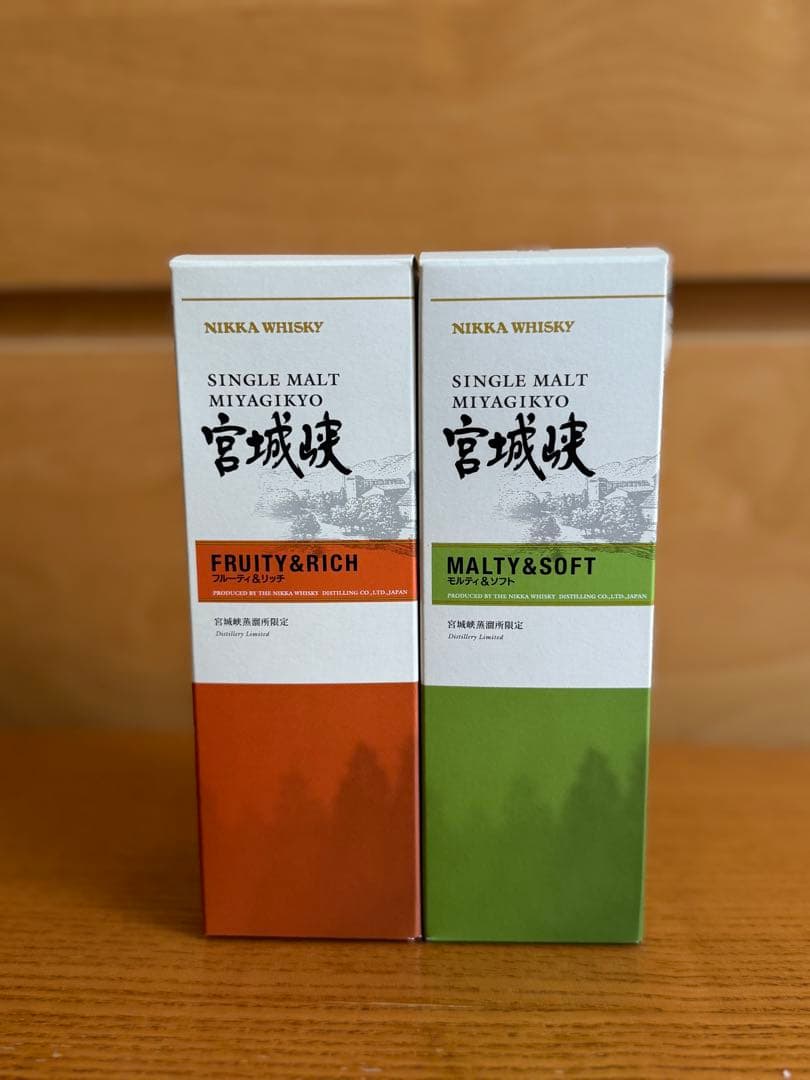 NIKKA WHISKY
SINGLE MALT
MIYAGIKYO
宮城峡
FRUITY&RICH
フルーティ&リッチ
PRODUCED BY THE NIKKA WHISKY DISTILLING CO.,LTD.,JAPAN
宮城峡蒸溜所限定
Distillery Limited
NIKKA WHISKY
SINGLE MALT
MIYAGIKYO
宮城峡
MALTY&SOFT
モルティ&ソフト
PRODUCED BY THE NIKKA WHISKY DISTILLING CO.,LTD.,JAPAN
宮城峡蒸溜所限定
Distillery Limited